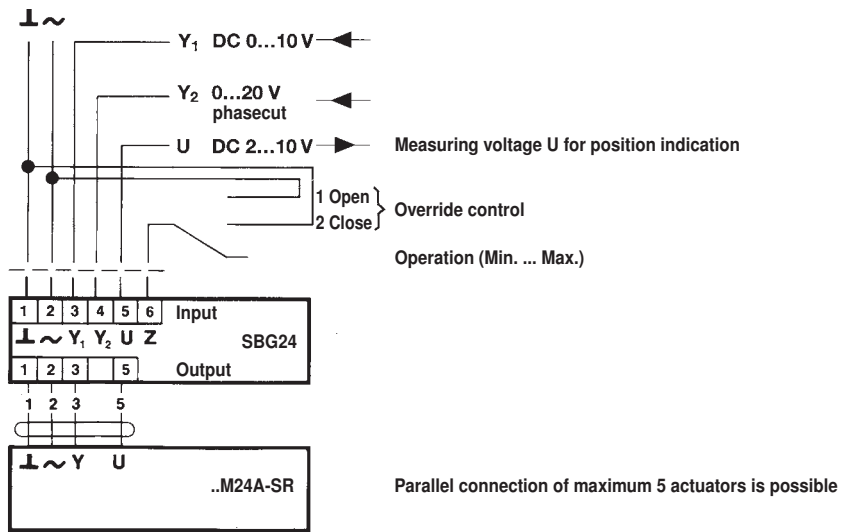 ⊥ ~
Y₁ DC 0...10 V
Y₂ 0...20 V
phasecut
U DC 2...10 V
Measuring voltage U for position indication
1 Open
2 Close
Override control
Operation (Min. ... Max.)
1 2 3 4 5 6 Input
⊥ ~ Y₁ Y₂ U Z SBG24
1 2 3 5 Output
1 2 3 5
⊥ ~ Y U
..M24A-SR
Parallel connection of maximum 5 actuators is possible